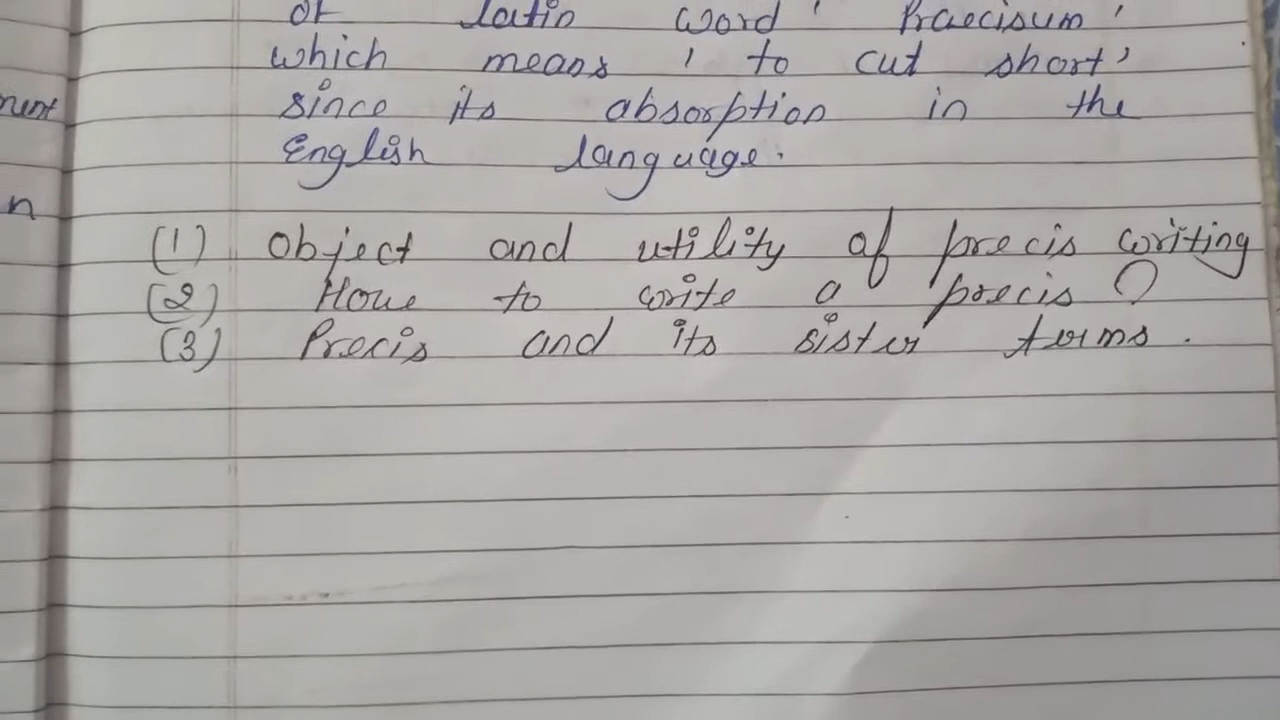 of latin word ' Praecisum '
which means ' to cut short'
since its absorption in the
English language.
n
(1) Object and utility of precis writing
(2) How to write a precis ?
(3) Precis and its sister terms.